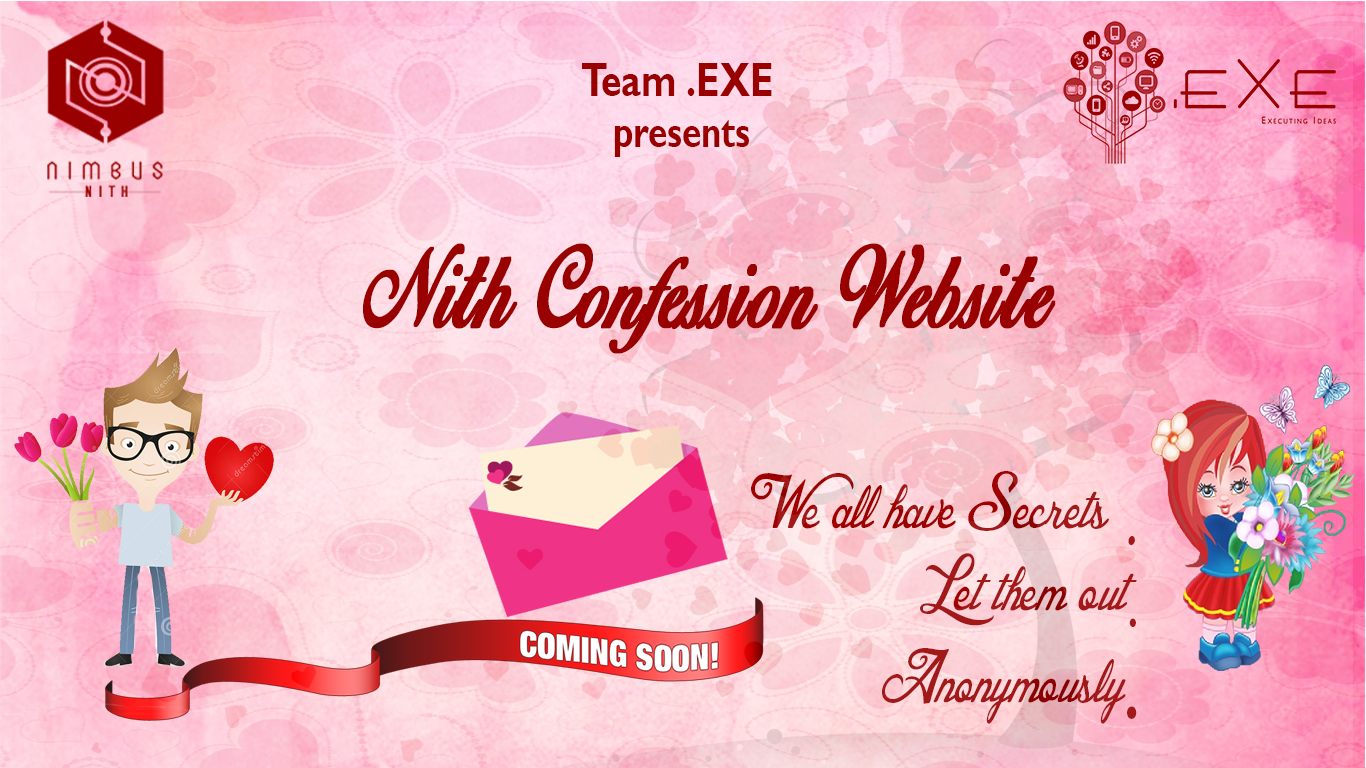 NIMBUS
NITH
Team .EXE
presents
.EXE
Executing Ideas
Nith Confession Website
We all have Secrets .
Let them out .
Anonymously .
COMING SOON!